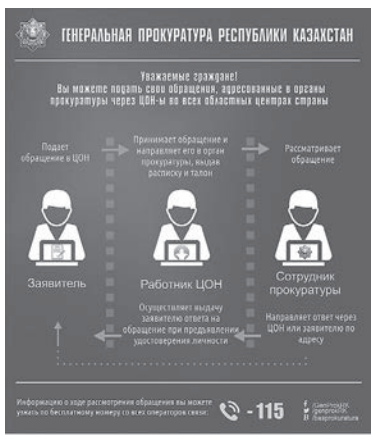 ГЕНЕРАЛЬНАЯ ПРОКУРАТУРА РЕСПУБЛИКИ КАЗАХСТАН
Уважаемые граждане!
Вы можете подать свои обращения, адресованные в органы
прокуратуры через ЦОН-ы во всех областных центрах страны
Подает
обращение в ЦОН
Принимает обращение и
направляет его в орган
прокуратуры, выдав
расписку и талон
Рассматривает
обращение
Заявитель
Работник ЦОН
Сотрудник
прокуратуры
Осуществляет выдачу
заявителю ответа на
обращение при предъявлении
удостоверения личности
Направляет ответ через
ЦОН или заявителю по
адресу
Информацию о ходе рассмотрения обращения вы можете
узнать по бесплатному номеру со всех операторов связи:
- 115
/GenProkRK
/genprokRK
/basprokuratura